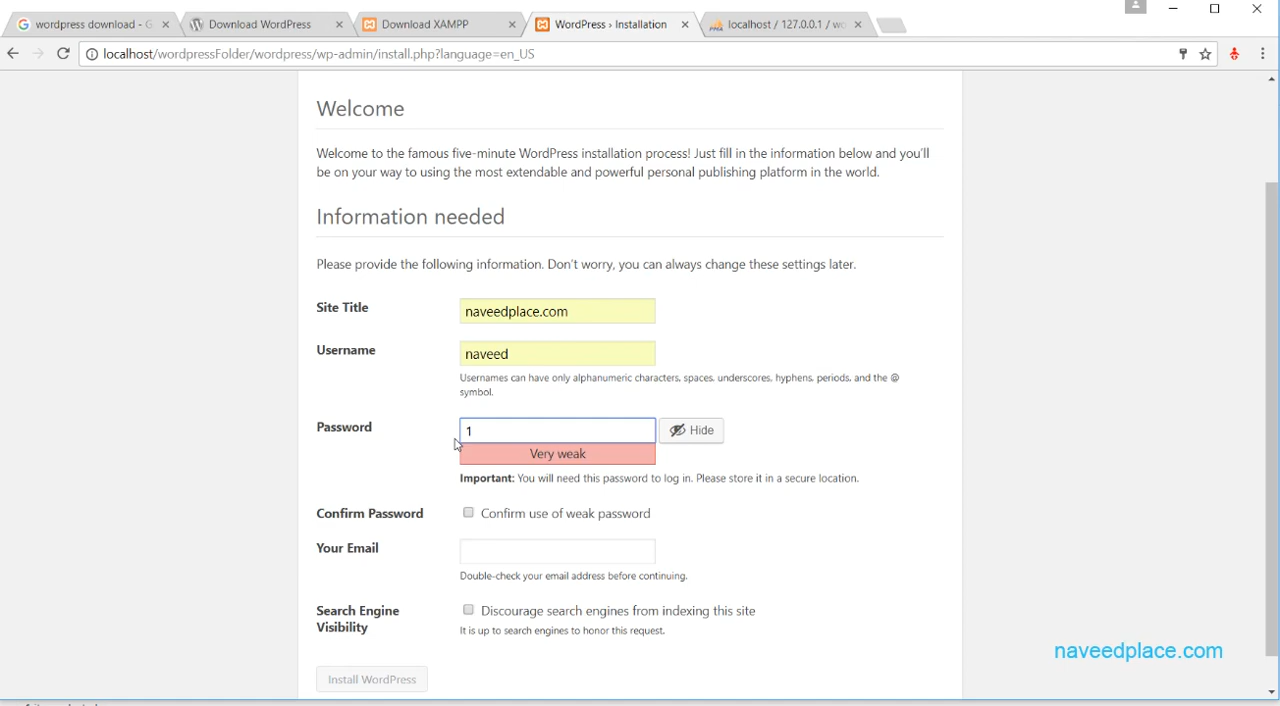 wordpress download - G
Download WordPress
Download XAMPP
WordPress › Installation
localhost / 127.0.0.1 / wo
localhost/wordpressFolder/wordpress/wp-admin/install.php?language=en_US
Welcome
Welcome to the famous five-minute WordPress installation process! Just fill in the information below and you'll
be on your way to using the most extendable and powerful personal publishing platform in the world.
Information needed
Please provide the following information. Don't worry, you can always change these settings later.
Site Title
naveedplace.com
Username
naveed
Usernames can have only alphanumeric characters, spaces, underscores, hyphens, periods, and the @
symbol.
Password
1
Hide
Very weak
Important: You will need this password to log in. Please store it in a secure location.
Confirm Password
Confirm use of weak password
Your Email
Double-check your email address before continuing.
Search Engine
Visibility
Discourage search engines from indexing this site
It is up to search engines to honor this request.
naveedplace.com
Install WordPress